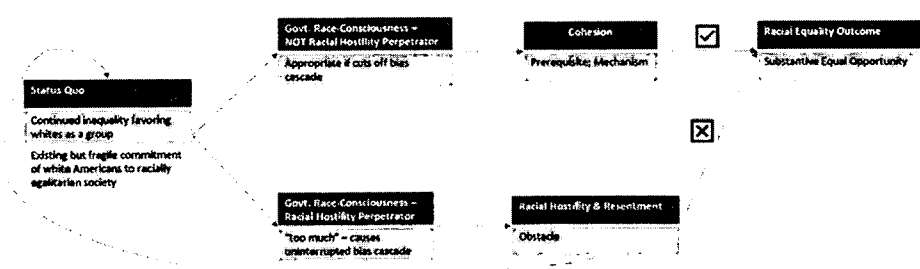 Govt. Race-Consciousness –
NOT Racial Hostility Perpetrator
Appropriate if cuts off bias
cascade
Cohesion
Prerequisite; Mechanism
Racial Equality Outcome
Substantive Equal Opportunity
Status Quo
Continued inequality favoring
whites as a group
Existing but fragile commitment
of white Americans to racially
egalitarian society
Govt. Race-Consciousness –
Racial Hostility Perpetrator
"too much" – causes
uninterrupted bias cascade
Racial Hostility & Resentment
Obstacle